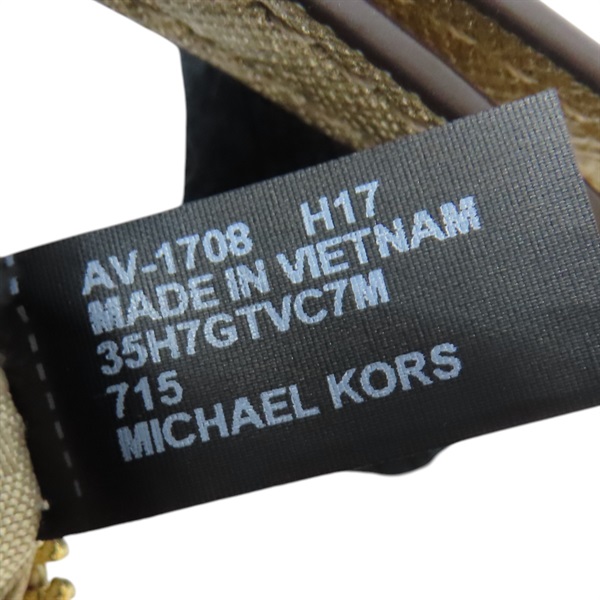 AV-1708 H17
MADE IN VIETNAM
35H7GTVC7M
715
MICHAEL KORS